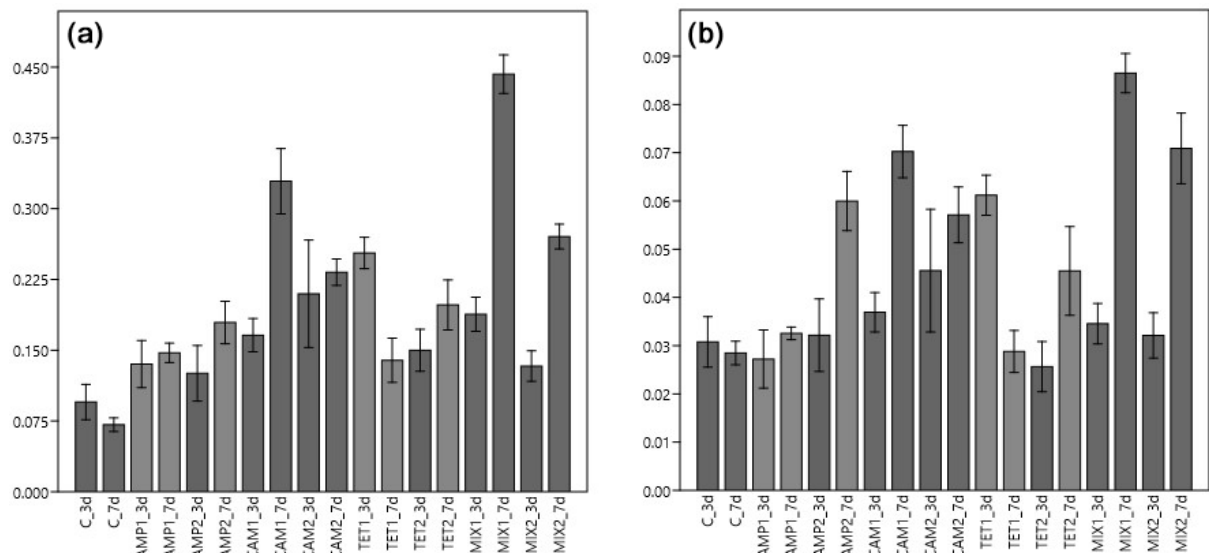 (a)
0.450
0.375
0.300
0.225
0.150
0.075
0.000
C_3d
C_7d
AMP1_3d
AMP1_7d
AMP2_3d
AMP2_7d
CAM1_3d
CAM1_7d
CAM2_3d
CAM2_7d
TET1_3d
TET1_7d
TET2_3d
TET2_7d
MIX1_3d
MIX1_7d
MIX2_3d
MIX2_7d
(b)
0.09
0.08
0.07
0.06
0.05
0.04
0.03
0.02
0.01
0.00
C_3d
C_7d
AMP1_3d
AMP1_7d
AMP2_3d
AMP2_7d
CAM1_3d
CAM1_7d
CAM2_3d
CAM2_7d
TET1_3d
TET1_7d
TET2_3d
TET2_7d
MIX1_3d
MIX1_7d
MIX2_3d
MIX2_7d